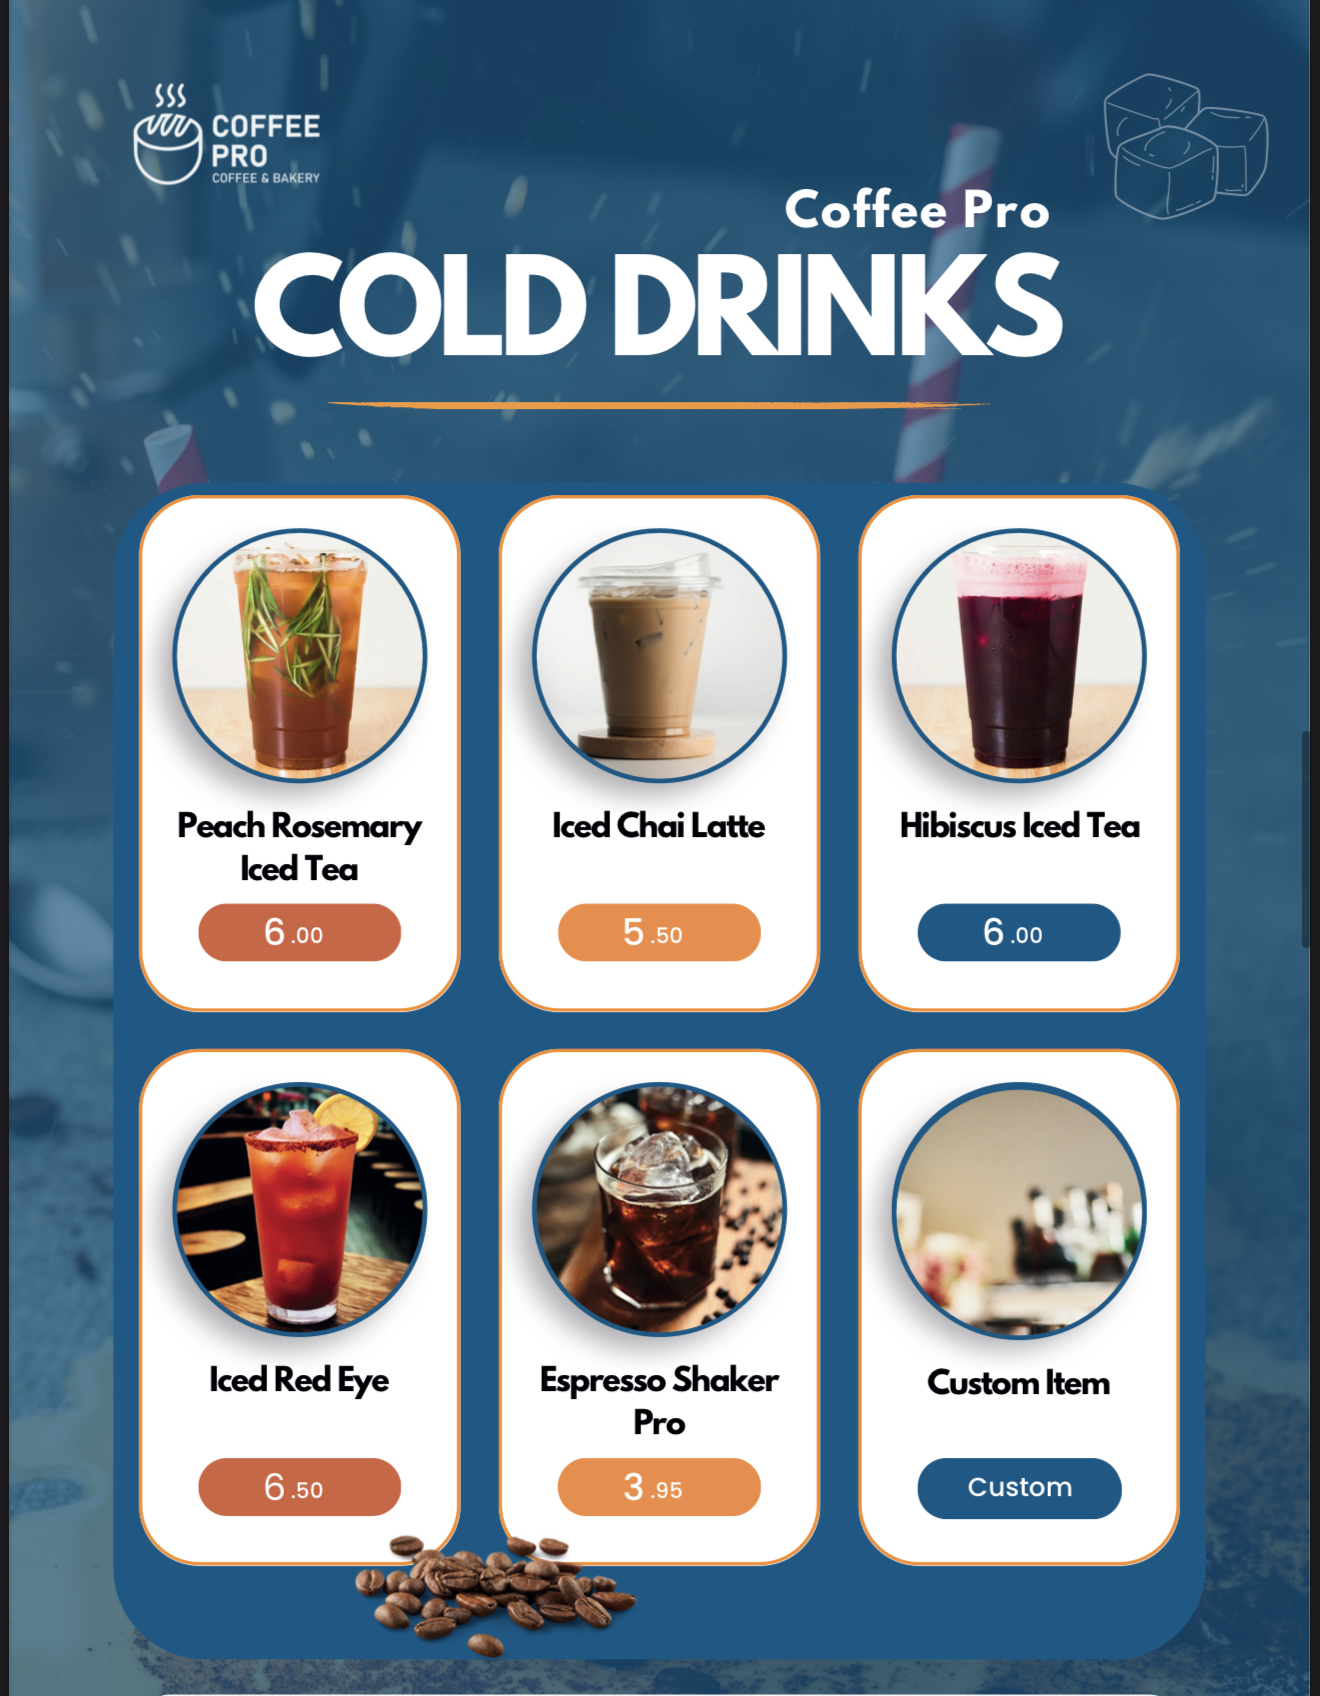 COFFEE
PRO
COFFEE & BAKERY
Coffee Pro
COLD DRINKS
Peach Rosemary
Iced Tea
6.00
Iced Chai Latte
5.50
Hibiscus Iced Tea
6.00
Iced Red Eye
6.50
Espresso Shaker
Pro
3.95
Custom Item
Custom